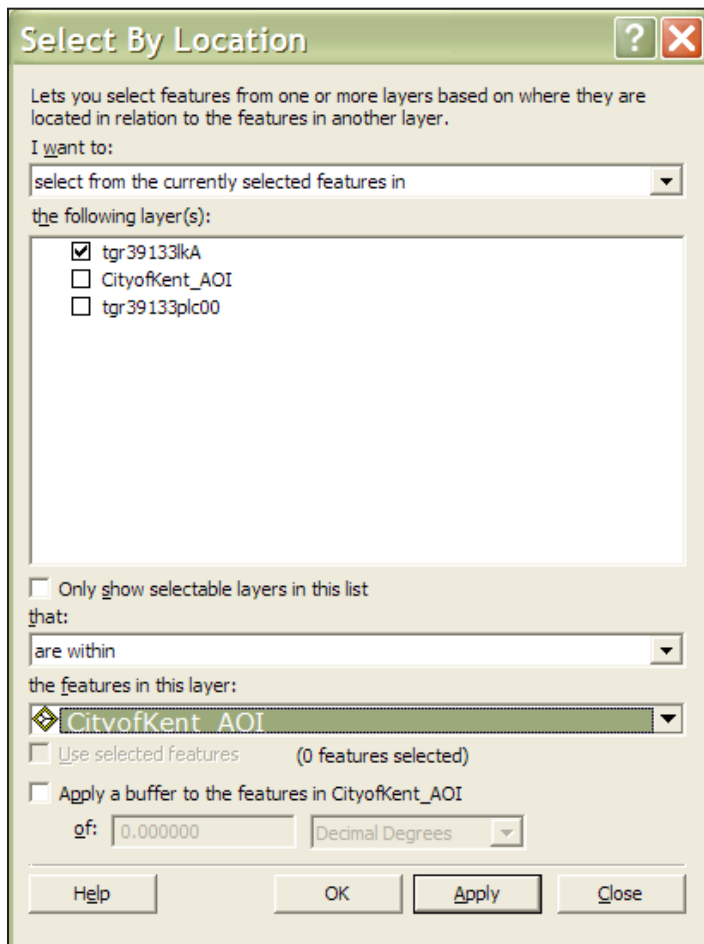 Select By Location
?
Lets you select features from one or more layers based on where they are
located in relation to the features in another layer.
I want to:
select from the currently selected features in
the following layer(s):
tgr39133lkA
CityofKent_AOI
tgr39133plc00
Only show selectable layers in this list
that:
are within
the features in this layer:
CityofKent_AOI
Use selected features (0 features selected)
Apply a buffer to the features in CityofKent_AOI
of: 0.000000 Decimal Degrees
Help OK Apply Close